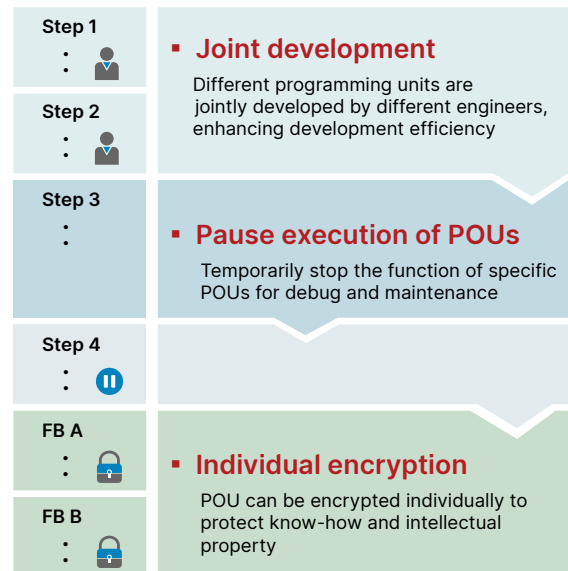 Step 1
:
▪ Joint development
Different programming units are
jointly developed by different engineers,
enhancing development efficiency
Step 2
:
Step 3
:
▪ Pause execution of POUs
Temporarily stop the function of specific
POUs for debug and maintenance
Step 4
:
FB A
:
▪ Individual encryption
POU can be encrypted individually to
protect know-how and intellectual
property
FB B
: